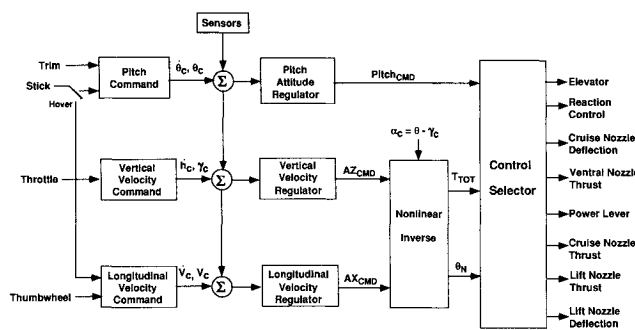 Sensors
Trim
Stick
Hover
Pitch
Command
θ̇C, θC
Σ
Pitch
Attitude
Regulator
PitchCMD
αC = θ - γC
Throttle
Vertical
Velocity
Command
ḣC, γC
Σ
Vertical
Velocity
Regulator
AZCMD
Nonlinear
Inverse
TTOT
θN
Thumbwheel
Longitudinal
Velocity
Command
V̇C, VC
Σ
Longitudinal
Velocity
Regulator
AXCMD
Control
Selector
Elevator
Reaction
Control
Cruise Nozzle
Deflection
Ventral Nozzle
Thrust
Power Lever
Cruise Nozzle
Thrust
Lift Nozzle
Thrust
Lift Nozzle
Deflection